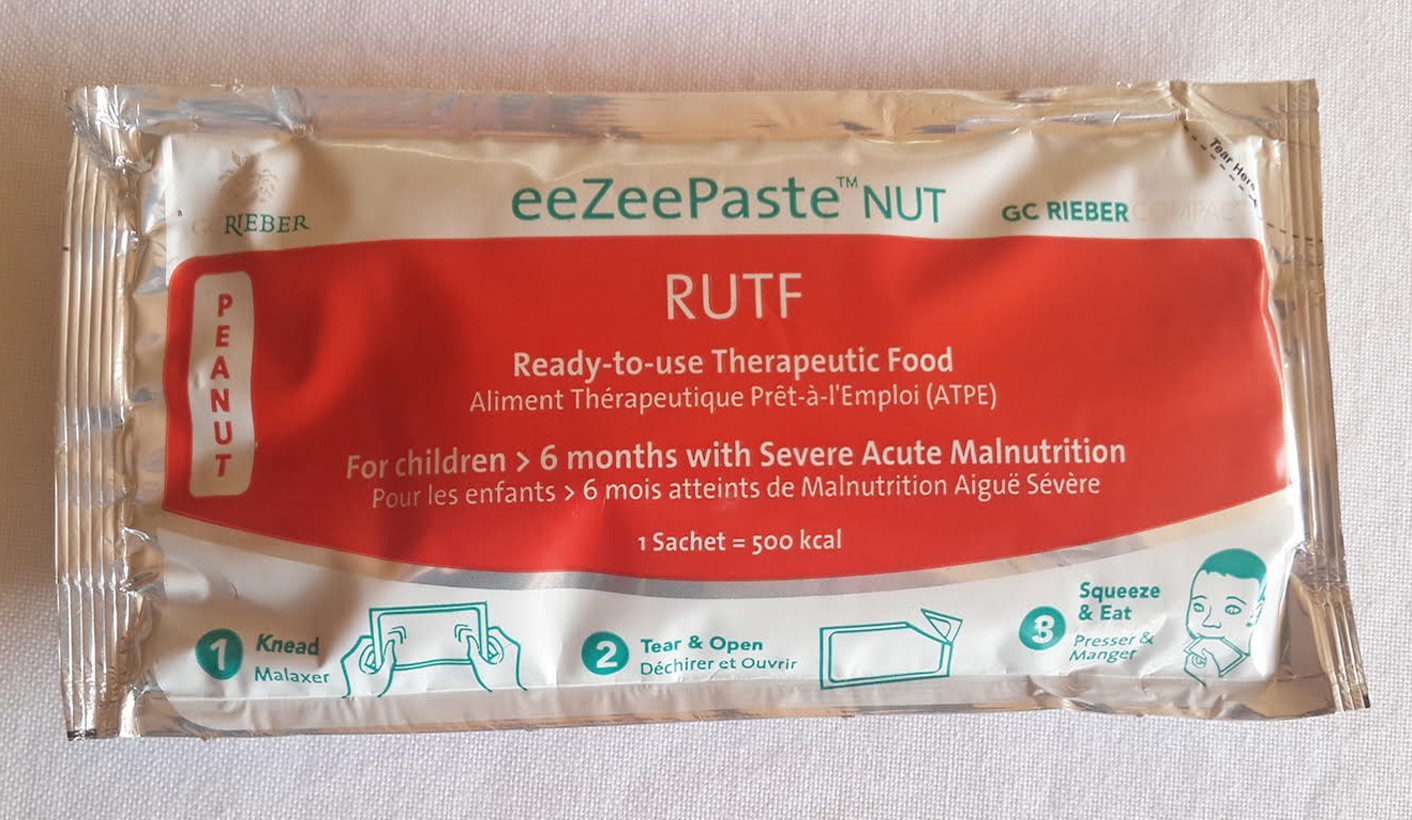 GC RIEBER
eeZeePaste™ NUT
GC RIEBER COMPACT
Tear Here
PEANUT
RUTF
Ready-to-use Therapeutic Food
Aliment Thérapeutique Prêt-à-l'Emploi (ATPE)
For children > 6 months with Severe Acute Malnutrition
Pour les enfants > 6 mois atteints de Malnutrition Aiguë Sévère
1 Sachet = 500 kcal
1 Knead
Malaxer
2 Tear & Open
Déchirer et Ouvrir
3 Squeeze
& Eat
Presser &
Manger